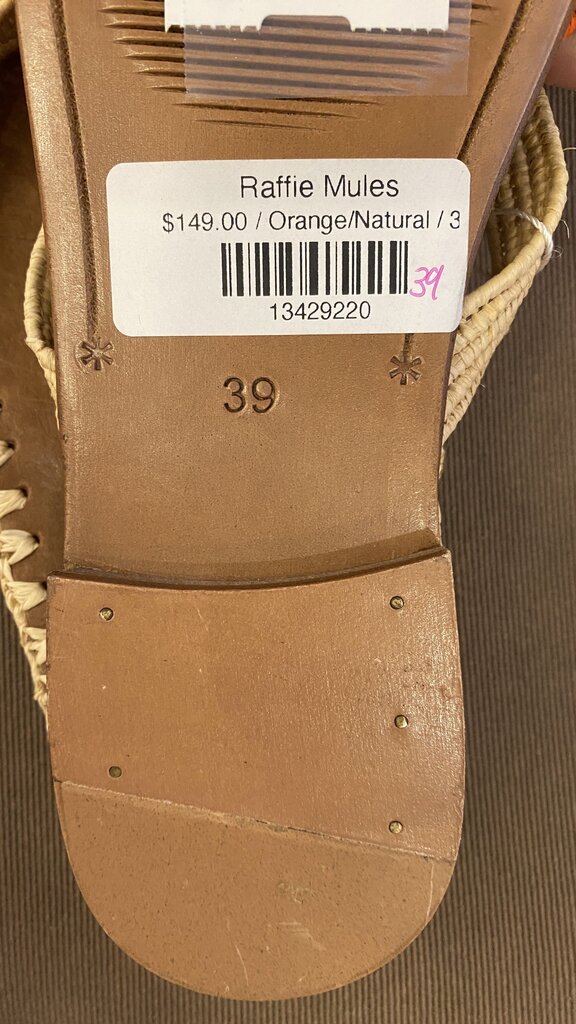 Raffie Mules
$149.00 / Orange/Natural / 3
39
13429220
39